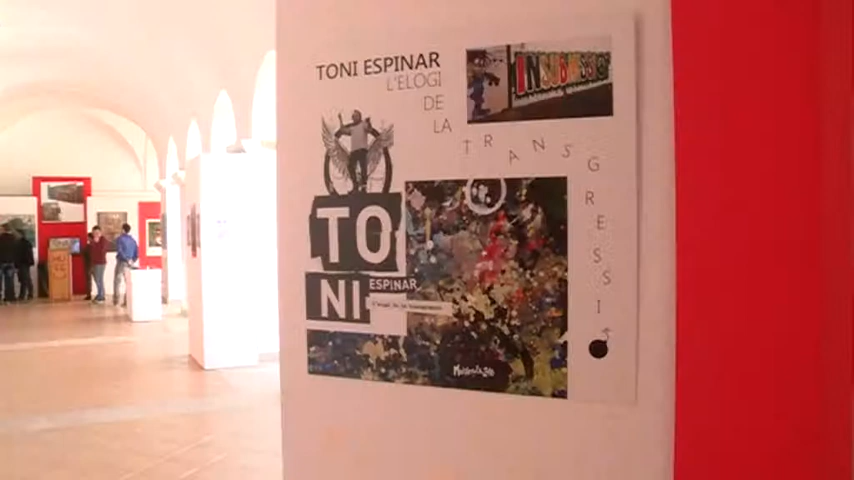 TONI ESPINAR
L'ELOGI
DE
LA
TRANSGRESSIÓ
INSUBMISSIÓ
TO
NI
ESPINAR